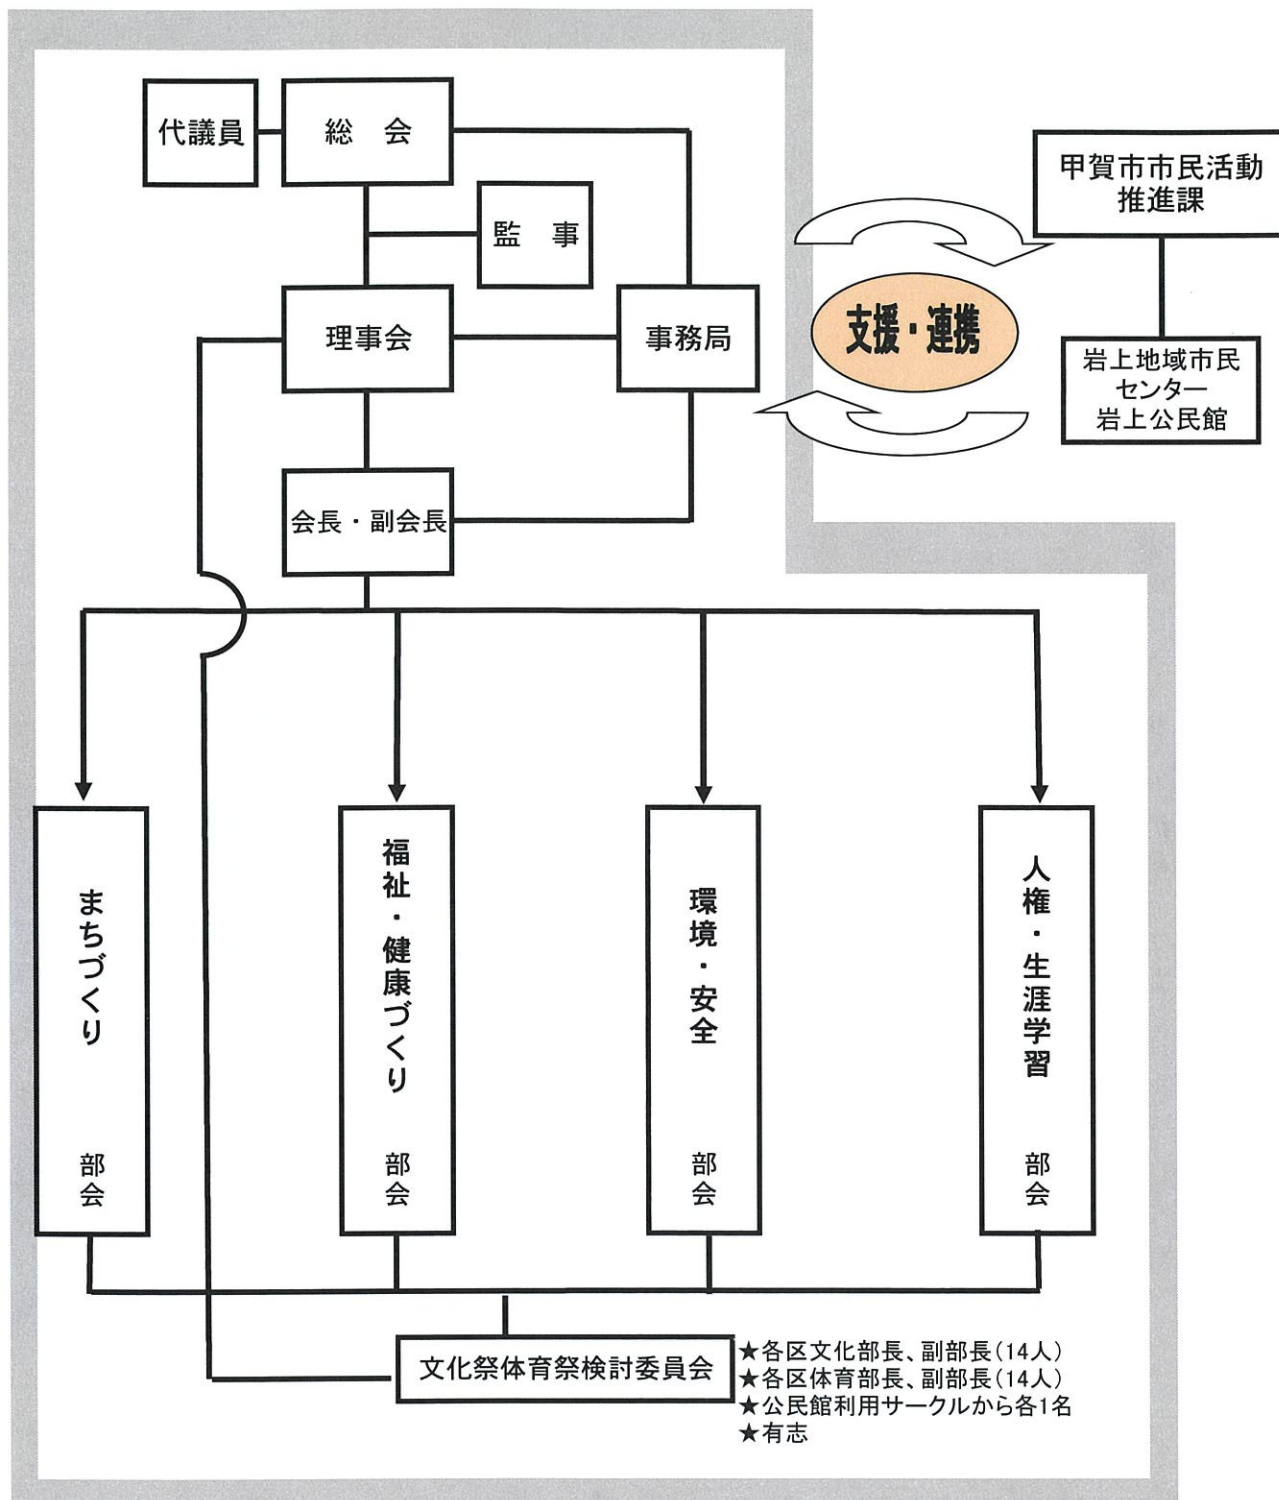 代議員
総　会
監　事
理事会
事務局
会長・副会長
甲賀市市民活動
推進課
支援・連携
岩上地域市民
センター
岩上公民館
まちづくり　部会
福祉・健康づくり　部会
環境・安全　部会
人権・生涯学習　部会
文化祭体育祭検討委員会
★各区文化部長、副部長(14人)
★各区体育部長、副部長(14人)
★公民館利用サークルから各1名
★有志